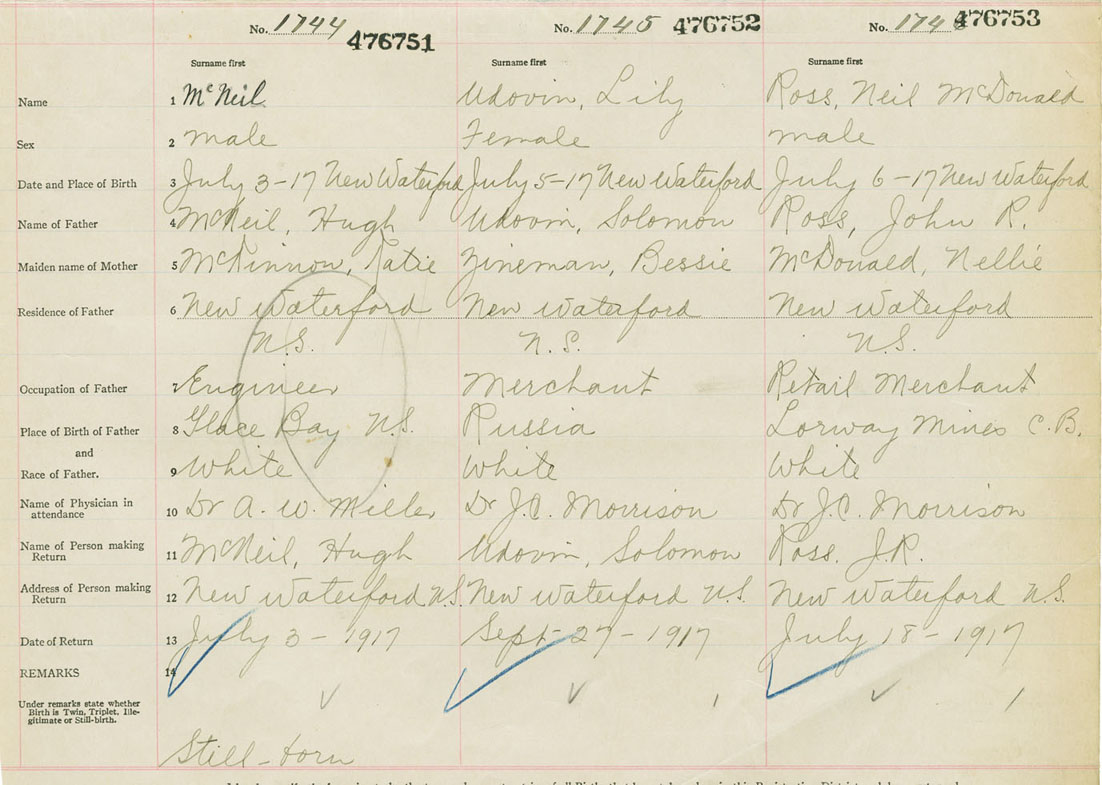 No. 1744 476751 No. 1745 476752 No. 174 476753
Surname first Surname first Surname first
Name 1 McNeil Udovin, Lily Ross, Neil McDonald
Sex 2 male Female male
Date and Place of Birth 3 July 3-17 New Waterford July 5-17 New Waterford July 6-17 New Waterford
Name of Father 4 McNeil, Hugh Udovin, Solomon Ross, John R.
Maiden name of Mother 5 McKinnon, Katie Zineman, Bessie McDonald, Nellie
Residence of Father 6 New Waterford New Waterford New Waterford
N.S. N.S. N.S.
Occupation of Father 7 Engineer Merchant Retail Merchant
Place of Birth of Father 8 Glace Bay N.S. Russia Lorway Mines C.B.
and
Race of Father. 9 White White White
Name of Physician in
attendance 10 Dr A. W. Miller Dr J.C. Morrison Dr J.C. Morrison
Name of Person making
Return 11 McNeil, Hugh Udovin, Solomon Ross. J.R.
Address of Person making
Return 12 New Waterford N.S. New Waterford N.S. New Waterford N.S.
Date of Return 13 July 3-1917 Sept-27-1917 July 18-1917
REMARKS 14
Under remarks state whether
Birth is Twin, Triplet, Ille-
gitimate or Still-birth.
Still-born